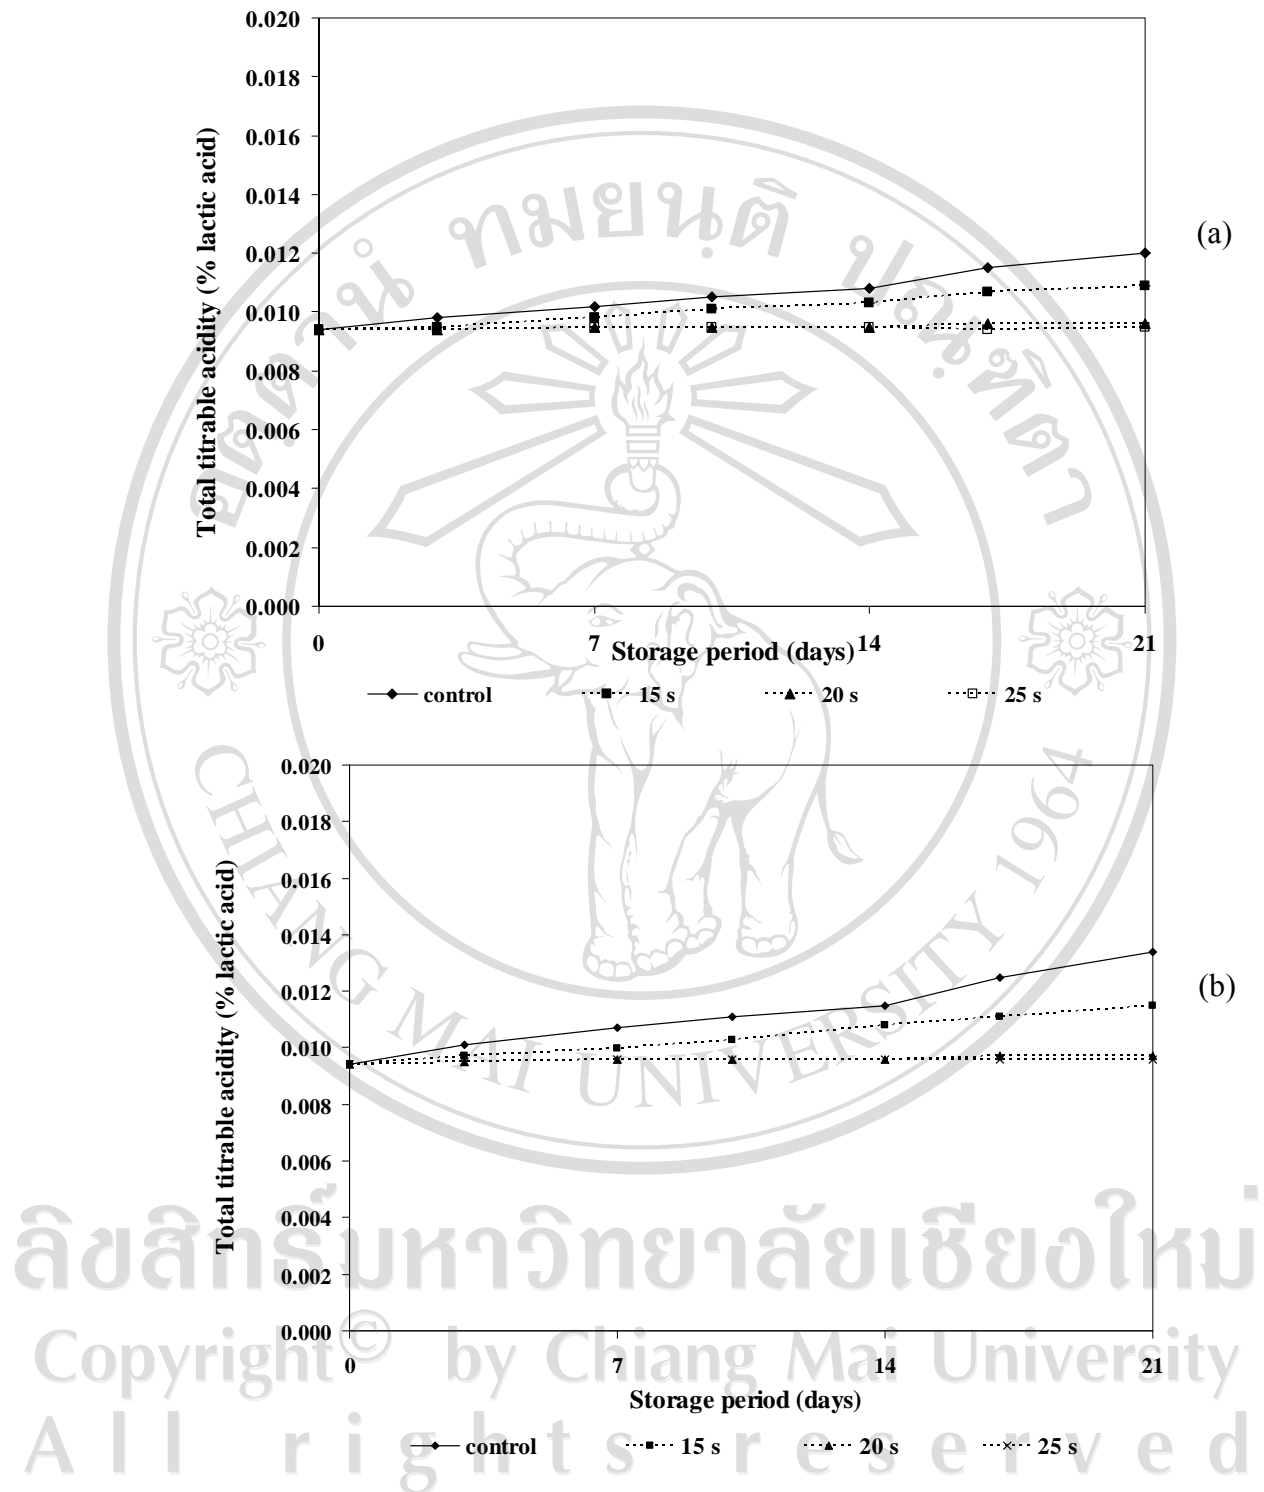 0.020
0.018
0.016
0.014
0.012
0.010
0.008
0.006
0.004
0.002
0.000
Total titrable acidity (% lactic acid)
(a)
0 7 14 21
Storage period (days)
control 15 s 20 s 25 s
0.020
0.018
0.016
0.014
0.012
0.010
0.008
0.006
0.004
0.002
0.000
Total titrable acidity (% lactic acid)
(b)
0 7 14 21
Storage period (days)
control 15 s 20 s 25 s
CHIANG MAI UNIVERSITY 1964
ลิขสิทธิ์มหาวิทยาลัยเชียงใหม่
Copyright © by Chiang Mai University
All rights reserved